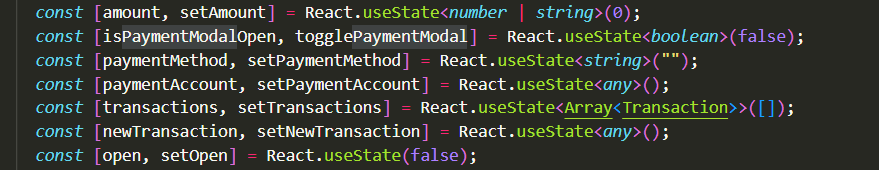 const [amount, setAmount] = React.useState<number | string>(0);
const [isPaymentModalOpen, togglePaymentModal] = React.useState<boolean>(false);
const [paymentMethod, setPaymentMethod] = React.useState<string>("");
const [paymentAccount, setPaymentAccount] = React.useState<any>();
const [transactions, setTransactions] = React.useState<Array<Transaction>>([]);
const [newTransaction, setNewTransaction] = React.useState<any>();
const [open, setOpen] = React.useState(false);